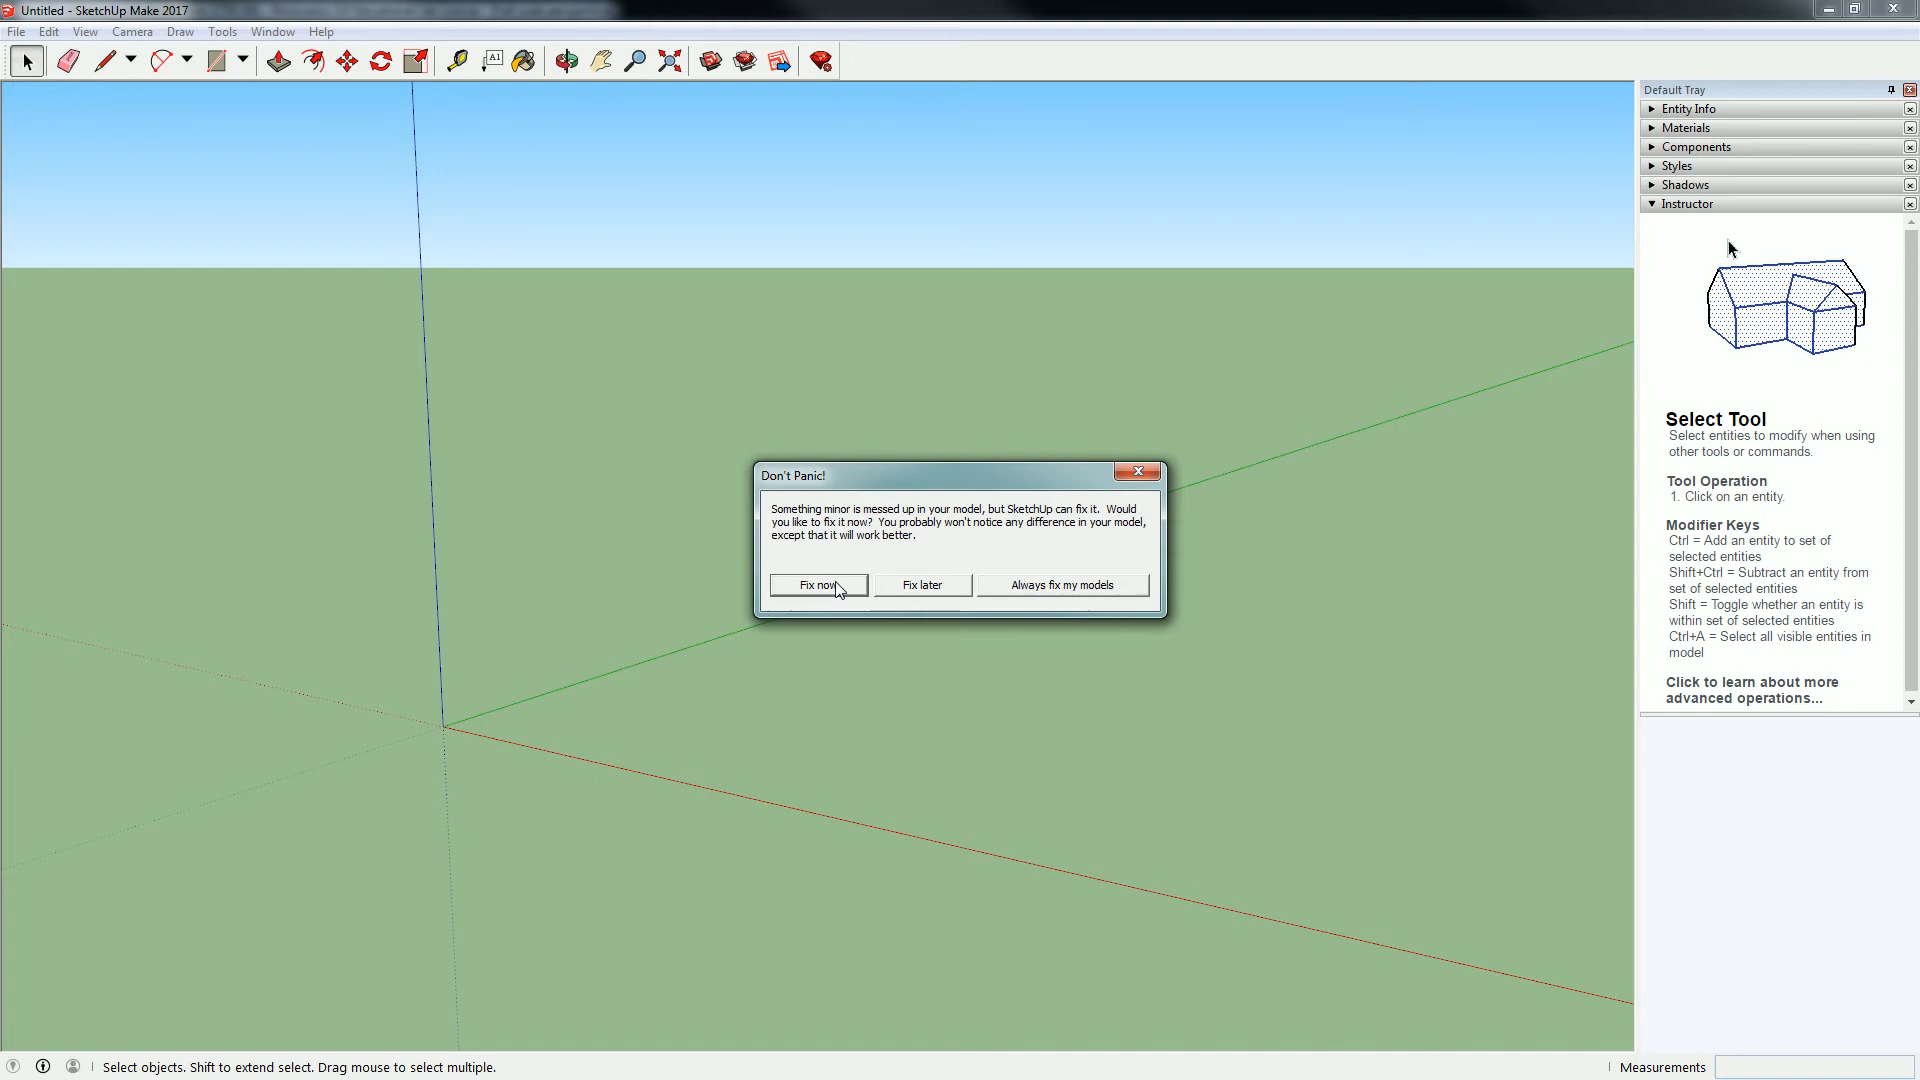 Untitled - SketchUp Make 2017
File Edit View Camera Draw Tools Window Help
A1
Default Tray
Entity Info
Materials
Components
Styles
Shadows
Instructor
Select Tool
Select entities to modify when using
other tools or commands.
Tool Operation
1. Click on an entity.
Modifier Keys
Ctrl = Add an entity to set of
selected entities
Shift+Ctrl = Subtract an entity from
set of selected entities
Shift = Toggle whether an entity is
within set of selected entities
Ctrl+A = Select all visible entities in
model
Click to learn about more
advanced operations...
Don't Panic!
Something minor is messed up in your model, but SketchUp can fix it. Would
you like to fix it now? You probably won't notice any difference in your model,
except that it will work better.
Fix now Fix later Always fix my models
Select objects. Shift to extend select. Drag mouse to select multiple.
Measurements